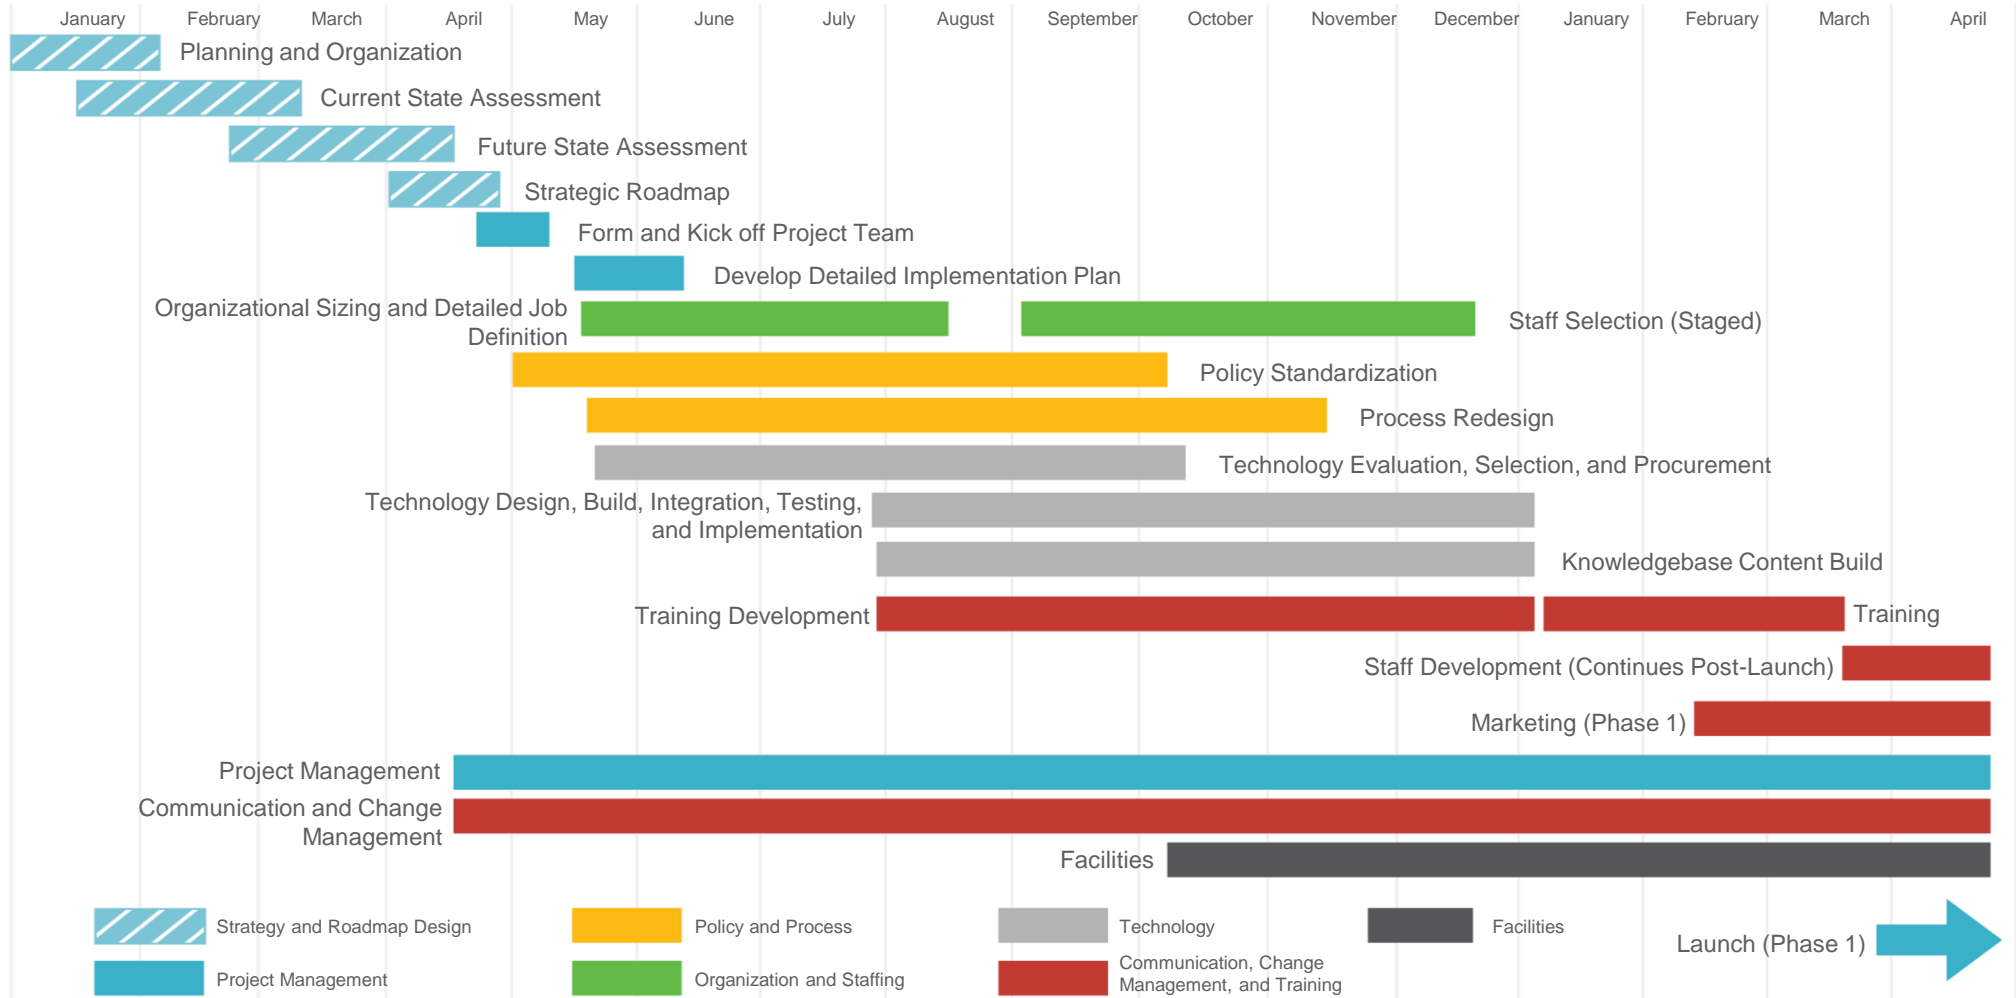 January February March April May June July August September October November December January February March April
Planning and Organization
Current State Assessment
Future State Assessment
Strategic Roadmap
Form and Kick off Project Team
Develop Detailed Implementation Plan
Organizational Sizing and Detailed Job
Definition
Staff Selection (Staged)
Policy Standardization
Process Redesign
Technology Evaluation, Selection, and Procurement
Technology Design, Build, Integration, Testing,
and Implementation
Knowledgebase Content Build
Training Development
Training
Staff Development (Continues Post-Launch)
Marketing (Phase 1)
Project Management
Communication and Change
Management
Facilities
Strategy and Roadmap Design
Policy and Process
Technology
Facilities
Launch (Phase 1)
Project Management
Organization and Staffing
Communication, Change
Management, and Training